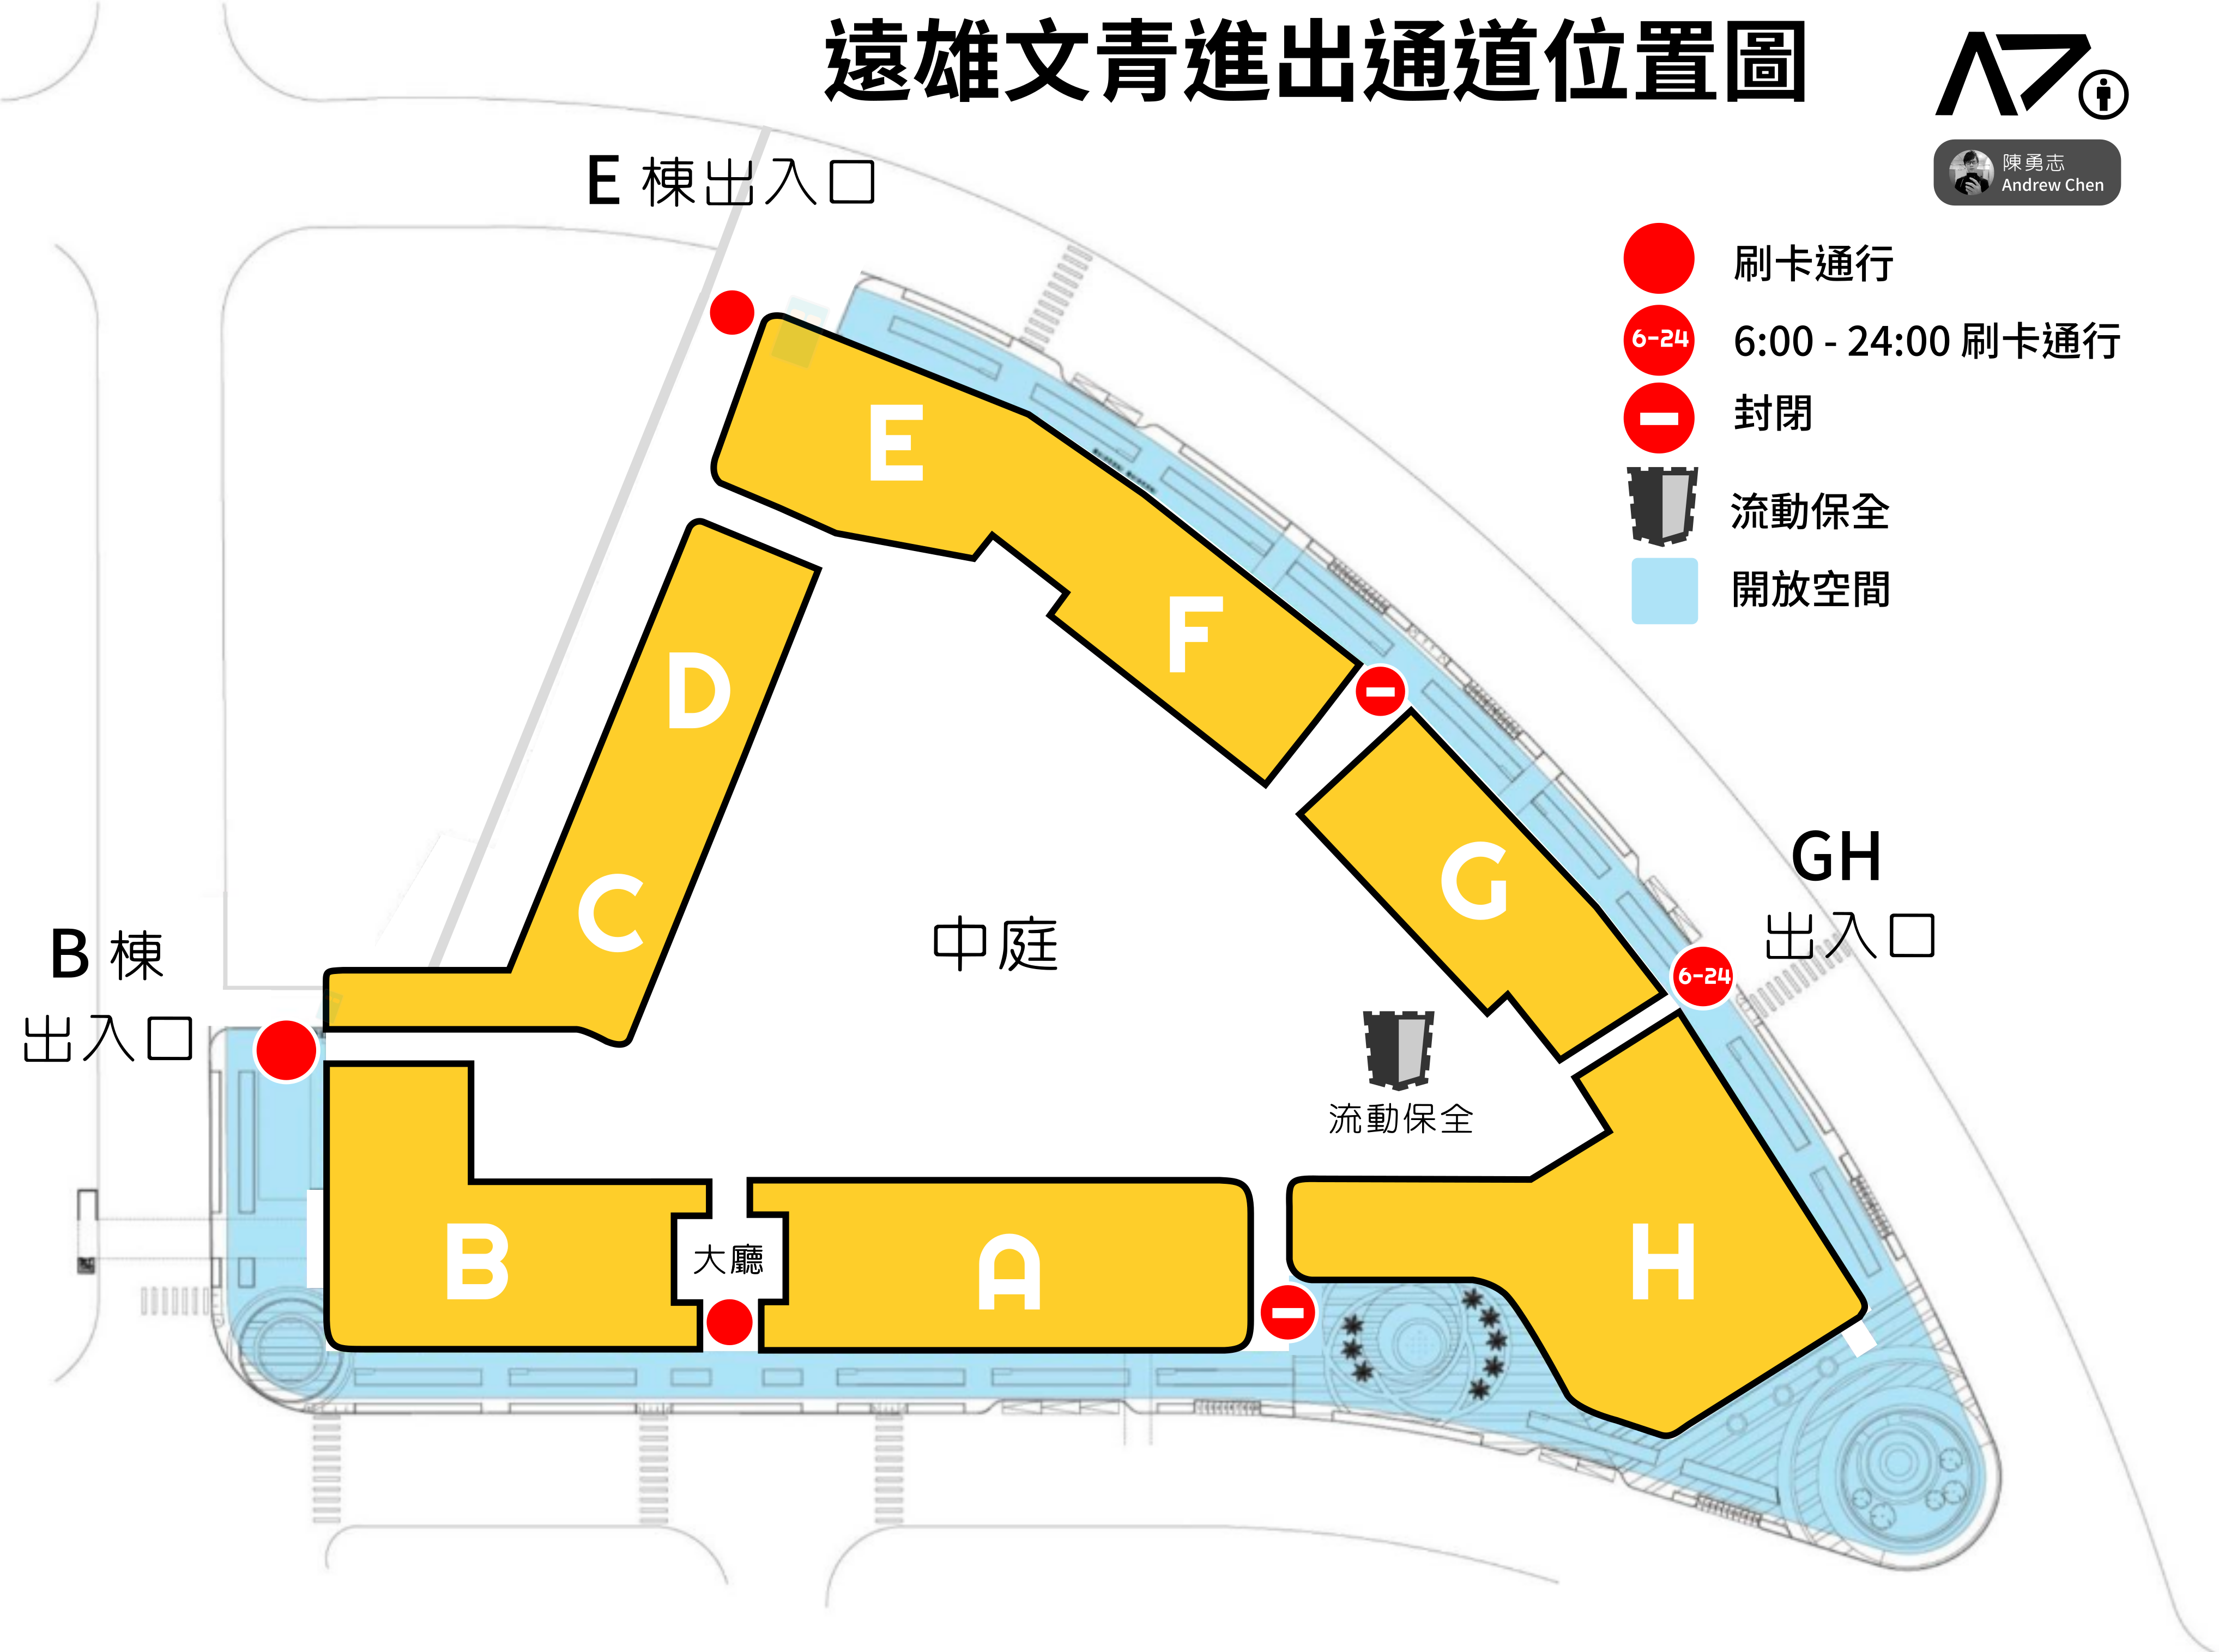 遠雄文青進出通道位置圖
A7
陳勇志
Andrew Chen
E 棟出入口
刷卡通行
6-24
6:00 - 24:00 刷卡通行
封閉
流動保全
開放空間
E
F
D
G
C
GH
出入口
6-24
中庭
B 棟
出入口
流動保全
B
大廳
A
H